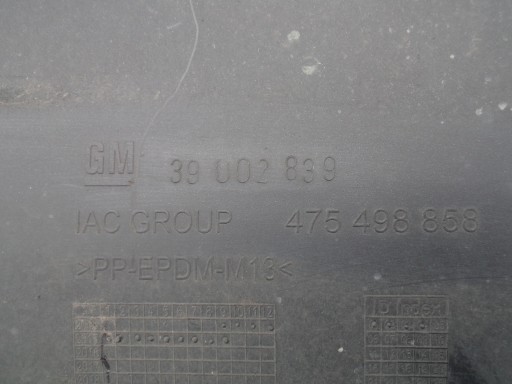 GM 39 002 839
IAC GROUP 475 498 858
>PP+EPDM-M13<